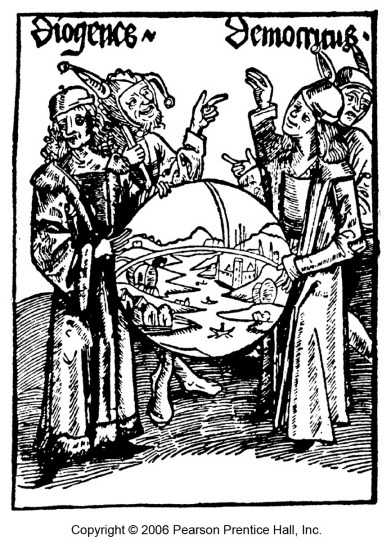 Diogenes Democritus
Copyright © 2006 Pearson Prentice Hall, Inc.